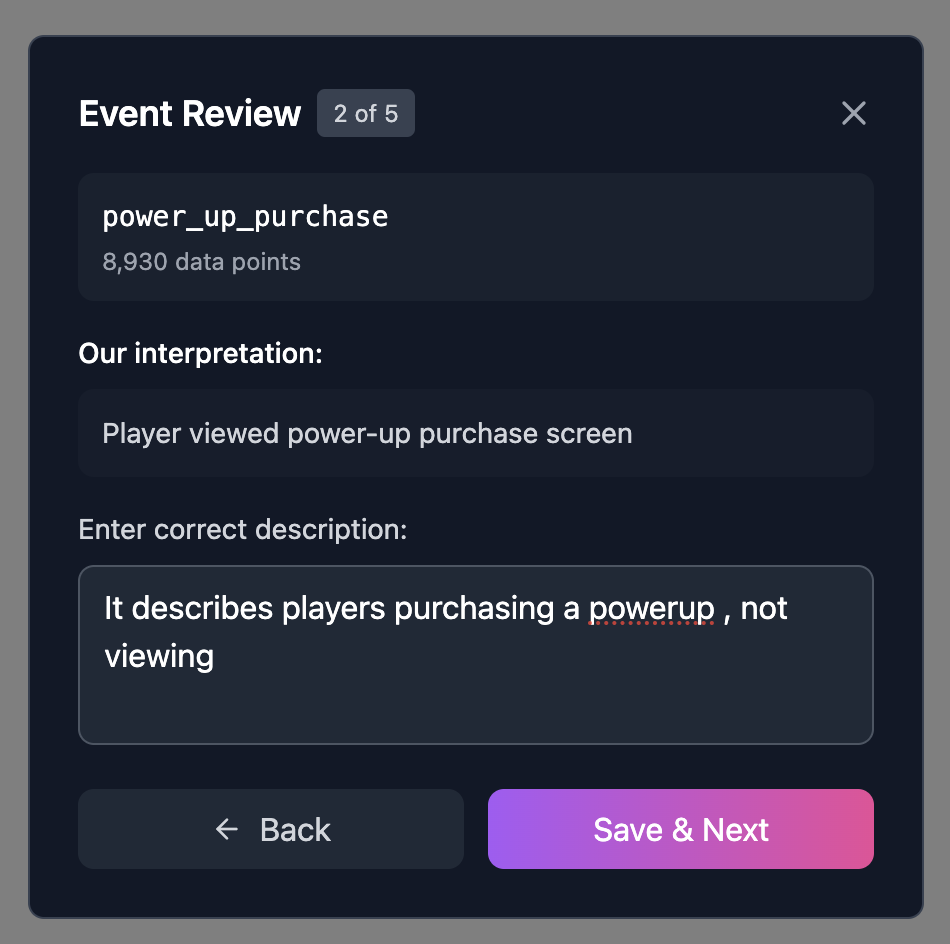 Event Review 2 of 5
power_up_purchase
8,930 data points
Our interpretation:
Player viewed power-up purchase screen
Enter correct description:
It describes players purchasing a powerup , not
viewing
Back
Save & Next